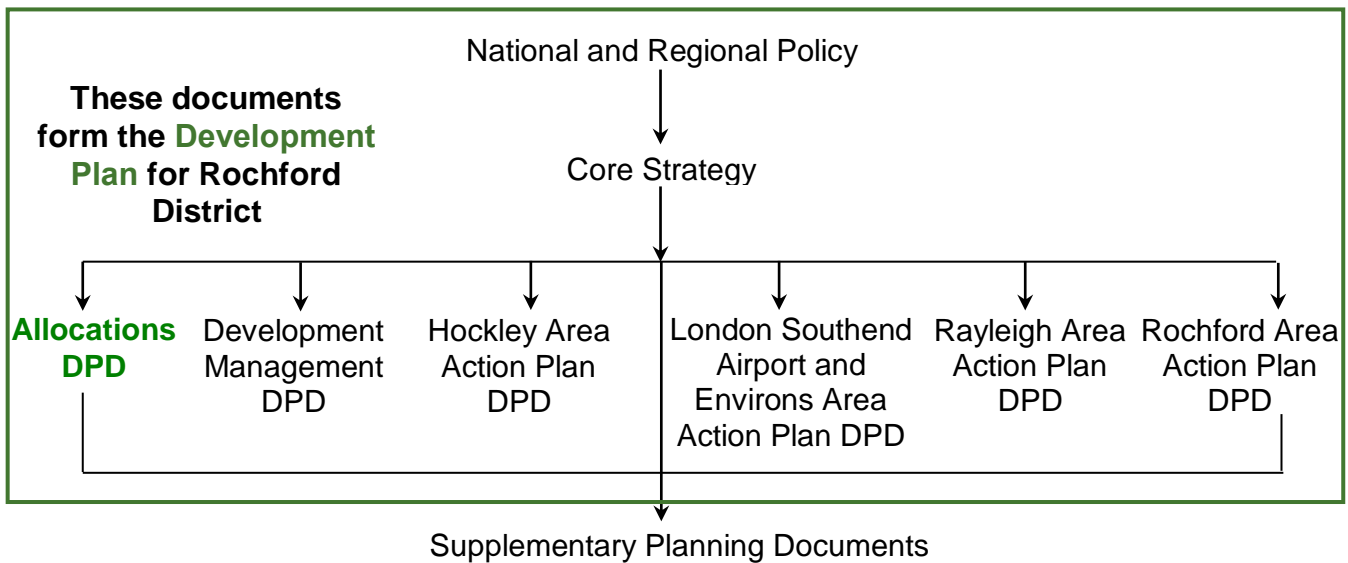 National and Regional Policy
These documents
form the Development
Plan for Rochford
District
Core Strategy
Allocations
DPD
Development
Management
DPD
Hockley Area
Action Plan
DPD
London Southend
Airport and
Environs Area
Action Plan DPD
Rayleigh Area
Action Plan
DPD
Rochford Area
Action Plan
DPD
Supplementary Planning Documents